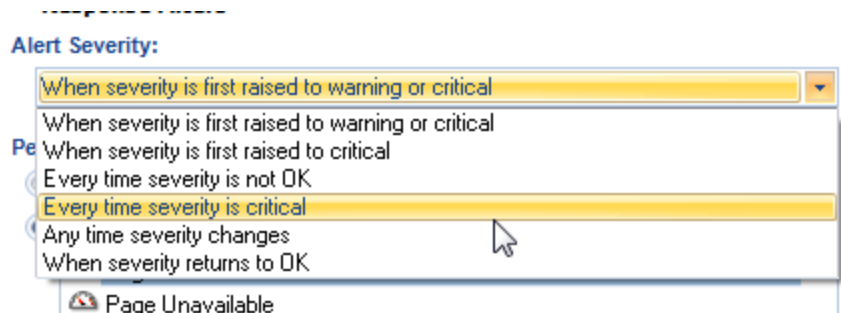 Alert Severity:
When severity is first raised to warning or critical
When severity is first raised to warning or critical
Pe
When severity is first raised to critical
Every time severity is not OK
Every time severity is critical
Any time severity changes
When severity returns to OK
Page Unavailable